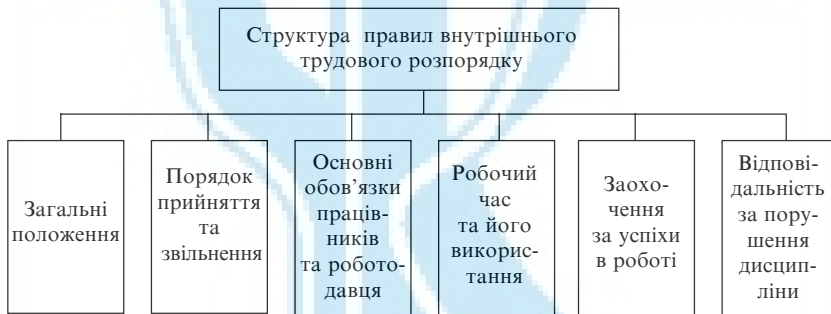 Структура правил внутрішнього
трудового розпорядку
Загальні
положення
Порядок
прийняття
та
звільнення
Основні
обов’язки
праців-
ників
та робото-
давця
Робочий
час
та його
викорис-
тання
Заохо-
чення
за успіхи
в роботі
Відпові-
дальність
за пору-
шення
дисцип-
ліни